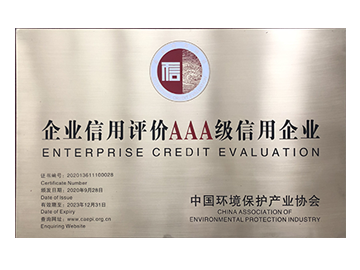 信
企业信用评价AAA级信用企业
ENTERPRISE CREDIT EVALUATION
证书编号：202013611100028
Certificate Number
颁发日期：2020年9月28日
Date of Issue
有效期至：2023年12月31日
Date of Expiry
查询网址：www.caepi.org.cn
Enquiring Website
中国环境保护产业协会
CHINA ASSOCIATION OF
ENVIRONMENTAL PROTECTION INDUSTRY